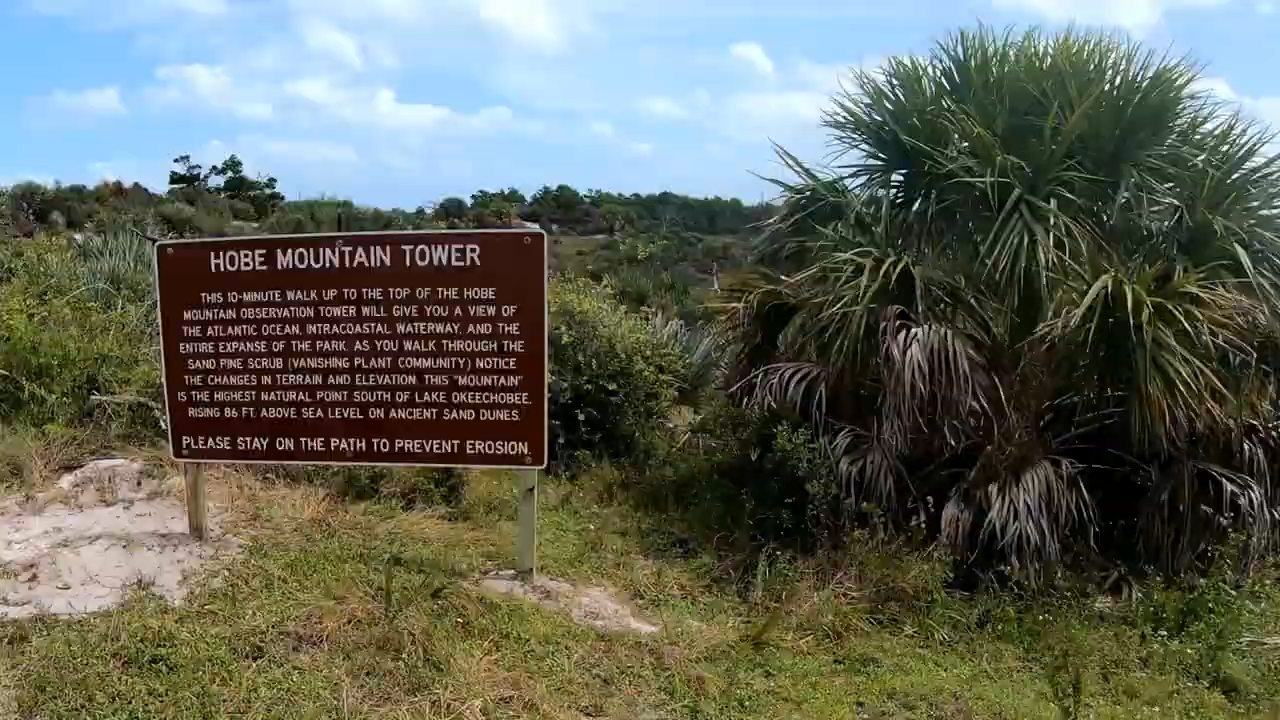 HOBE MOUNTAIN TOWER
THIS 10-MINUTE WALK UP TO THE TOP OF THE HOBE
MOUNTAIN OBSERVATION TOWER WILL GIVE YOU A VIEW OF
THE ATLANTIC OCEAN, INTRACOASTAL WATERWAY, AND THE
ENTIRE EXPANSE OF THE PARK. AS YOU WALK THROUGH THE
SAND PINE SCRUB (VANISHING PLANT COMMUNITY) NOTICE
THE CHANGES IN TERRAIN AND ELEVATION. THIS "MOUNTAIN"
IS THE HIGHEST NATURAL POINT SOUTH OF LAKE OKEECHOBEE,
RISING 86 FT. ABOVE SEA LEVEL ON ANCIENT SAND DUNES.
PLEASE STAY ON THE PATH TO PREVENT EROSION.